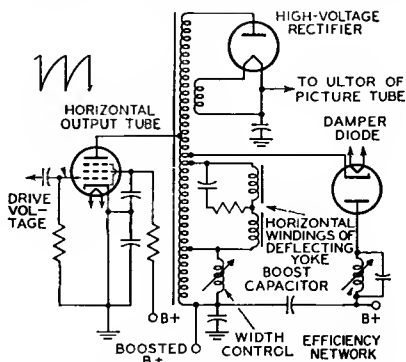 HIGH-VOLTAGE
RECTIFIER
TO ULTOR OF
PICTURE TUBE
HORIZONTAL
OUTPUT TUBE
DAMPER
DIODE
DRIVE
VOL-
TAGE
HORIZONTAL
WINDINGS OF
DEFLECTING
YOKE
BOOST
CAPACITOR
B+
B+
BOOSTED
B+
WIDTH
CONTROL
EFFICIENCY
NETWORK